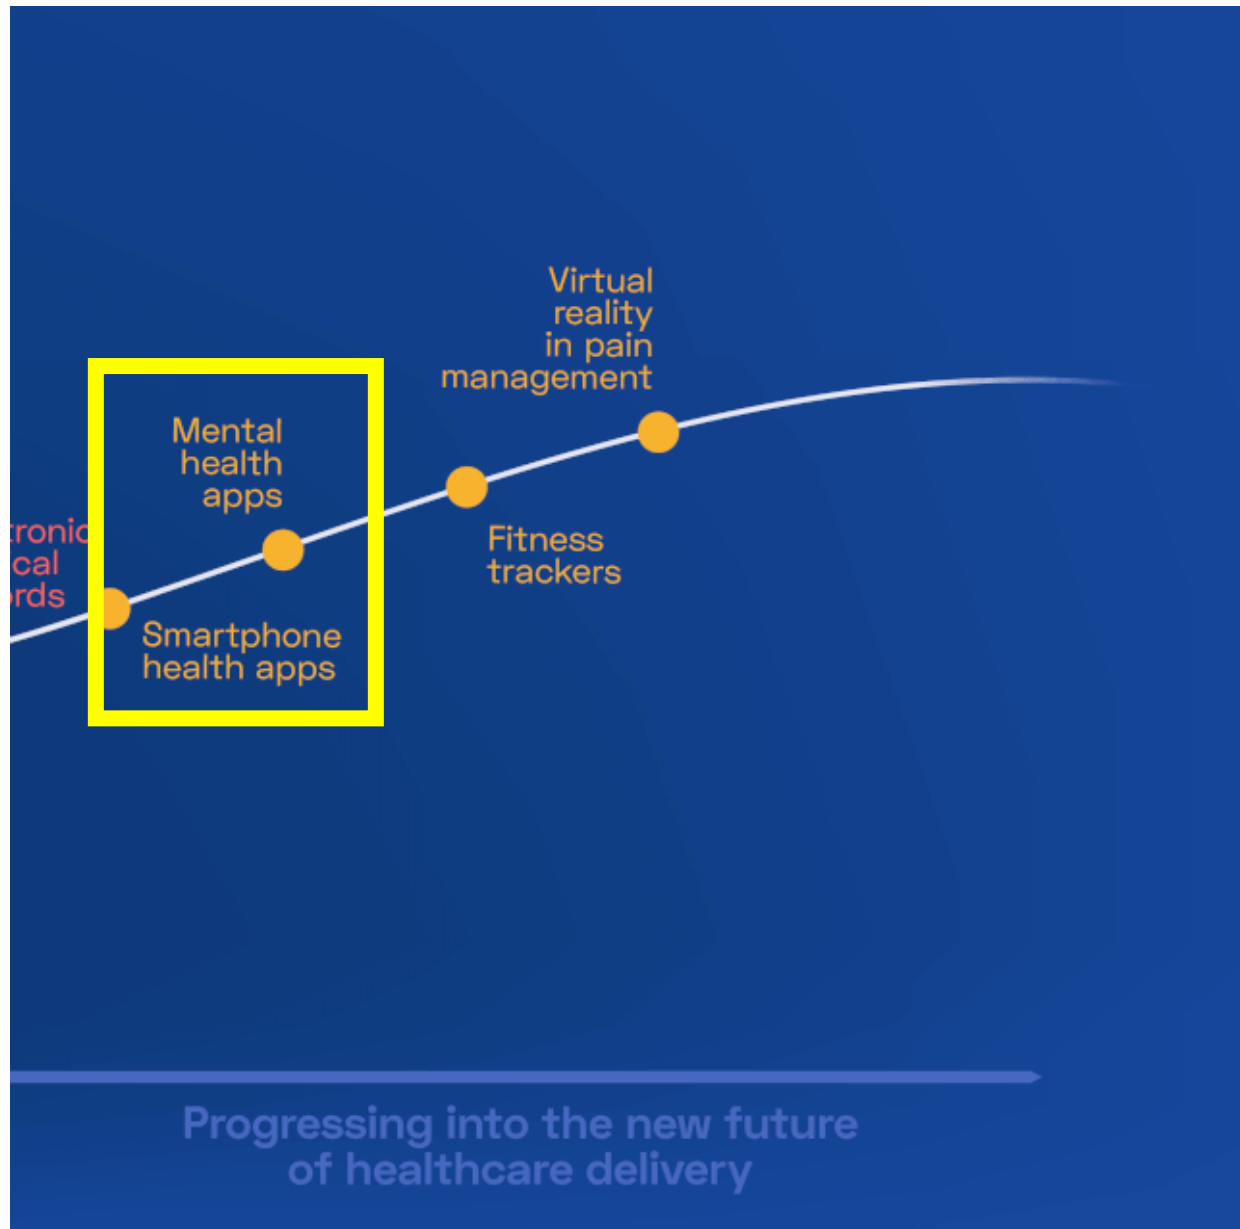 Virtual
reality
in pain
management
Mental
health
apps
Fitness
trackers
Smartphone
health apps
Progressing into the new future
of healthcare delivery